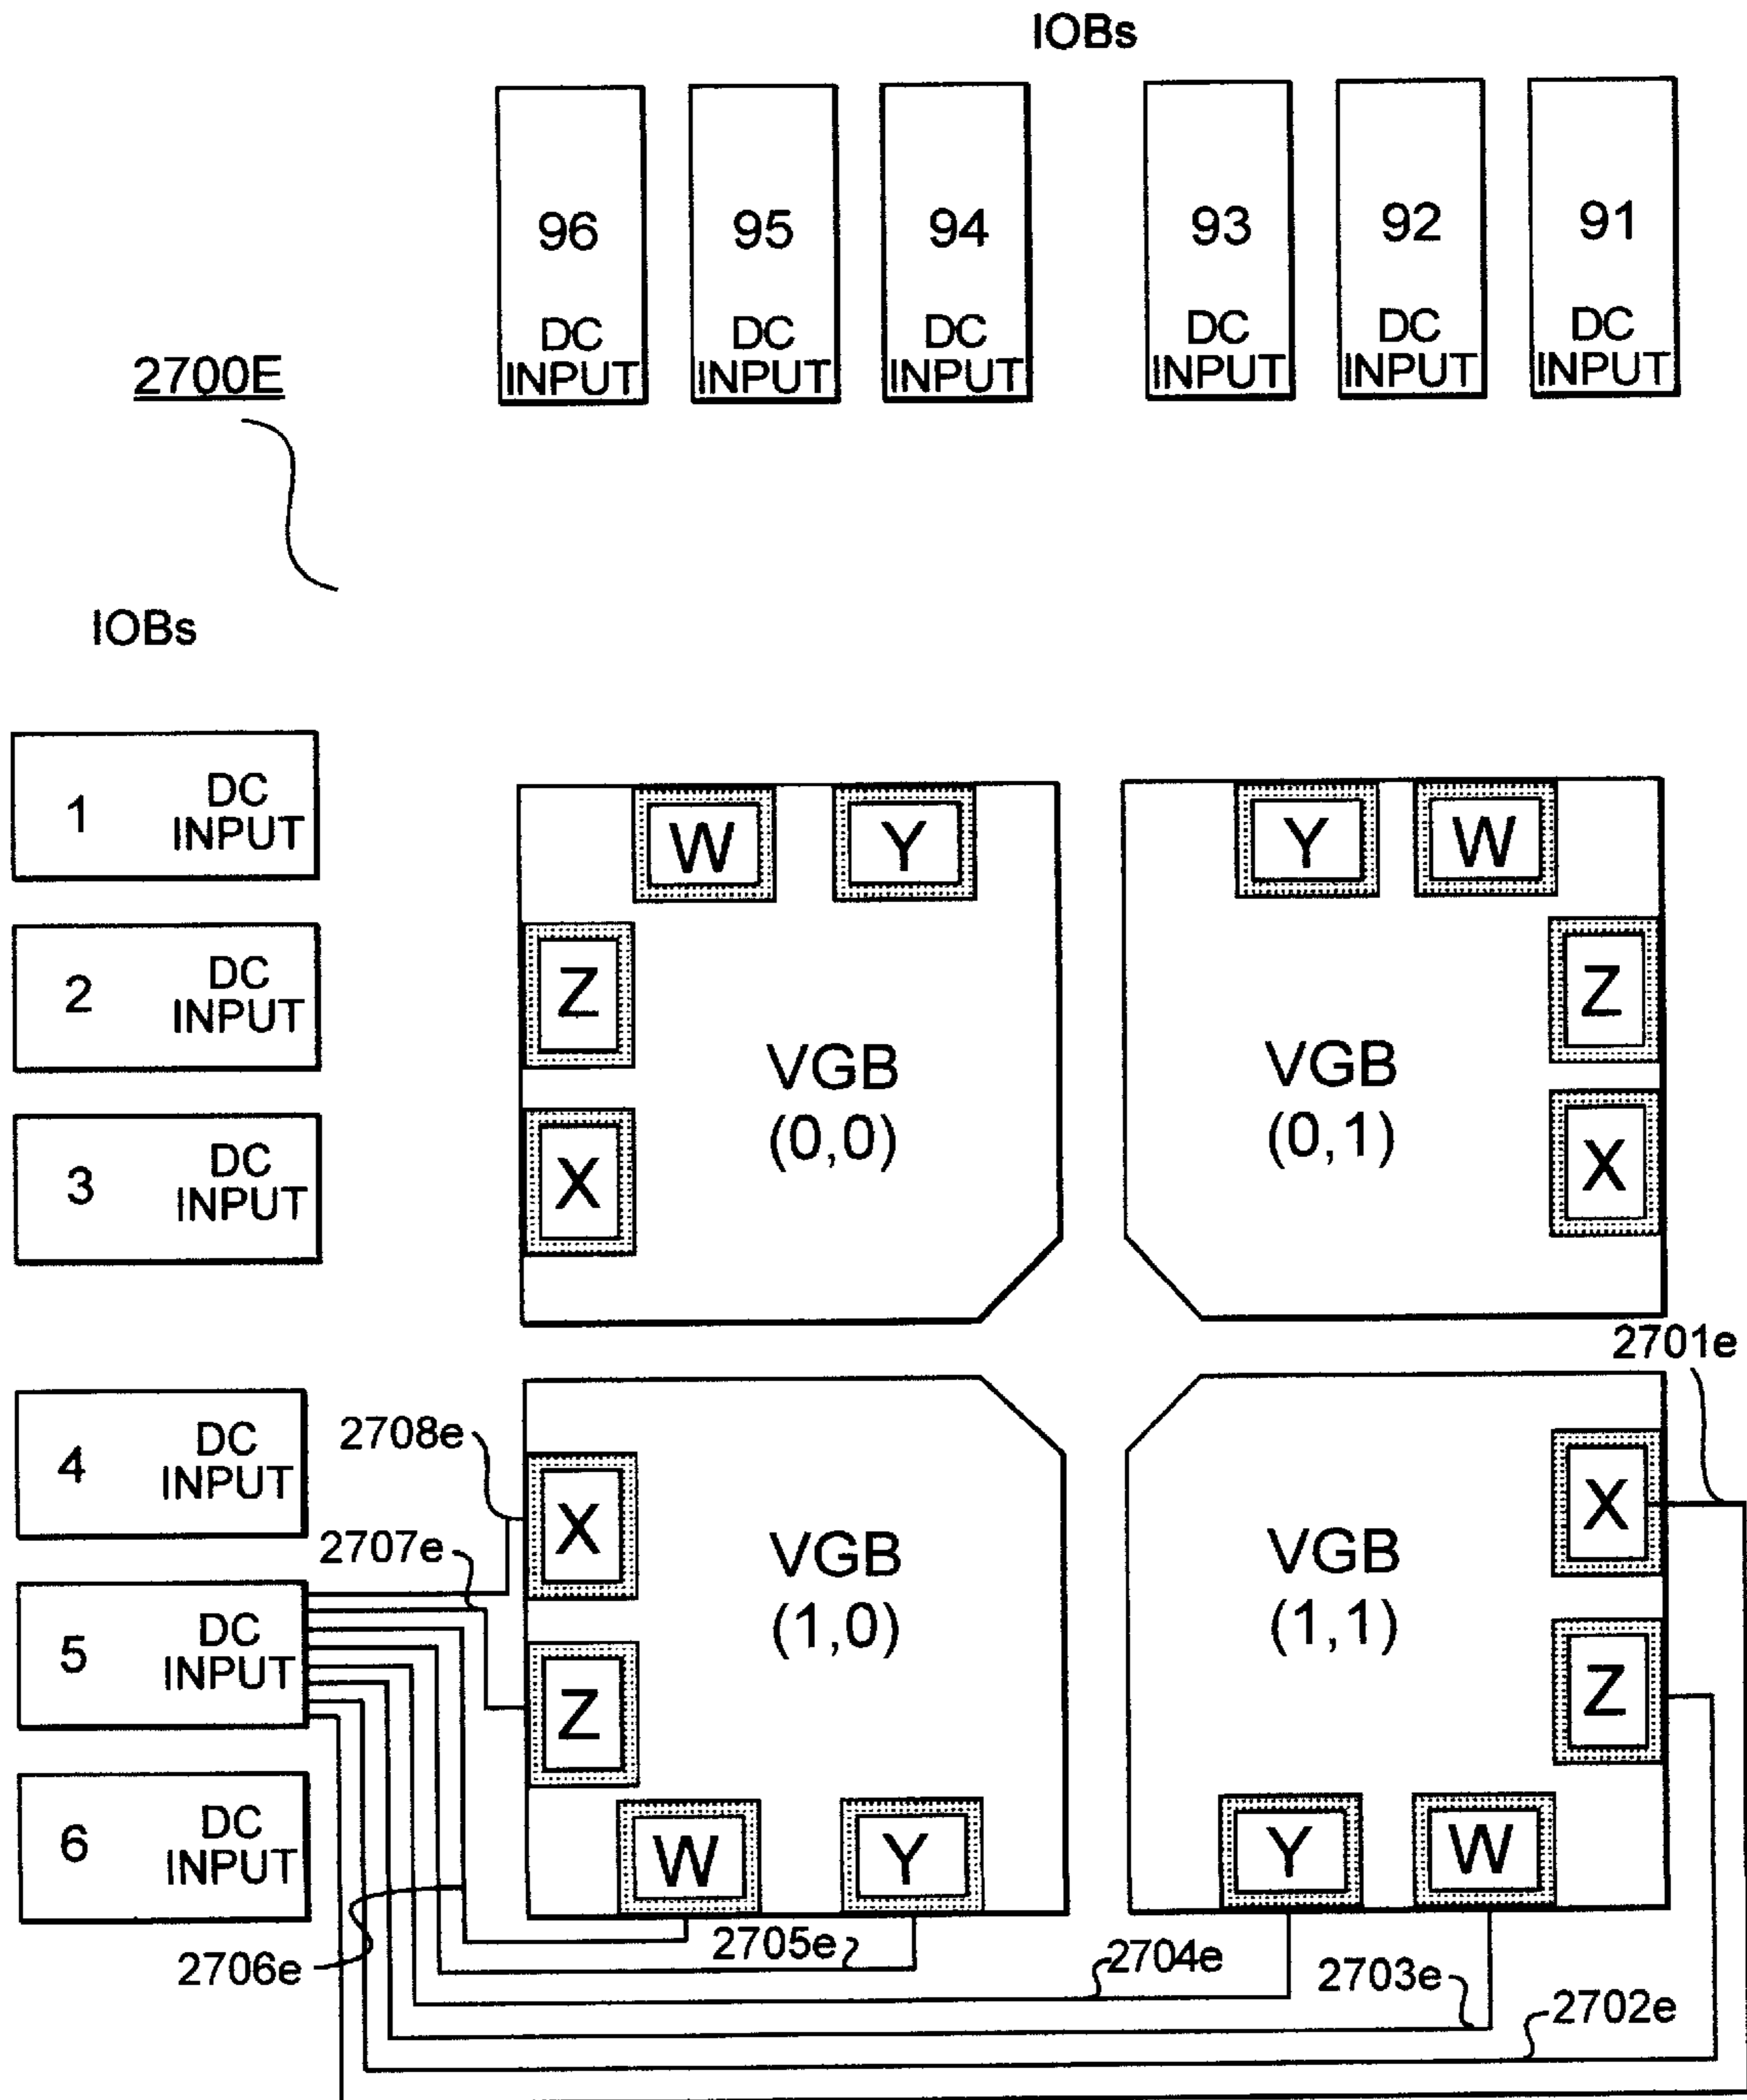 IOBs
96 95 94 93 92 91
DC DC DC DC DC DC
INPUT INPUT INPUT INPUT INPUT INPUT
2700E
IOBs
1 DC
INPUT
2 DC
INPUT
3 DC
INPUT
W Y
Z
X
VGB
(0,0)
Y W
Z
X
VGB
(0,1)
2701e
4 DC
INPUT
5 DC
INPUT
6 DC
INPUT
2708e
2707e
X
Z
W Y
VGB
(1,0)
X
Z
Y W
VGB
(1,1)
2706e
2705e
2704e
2703e
2702e